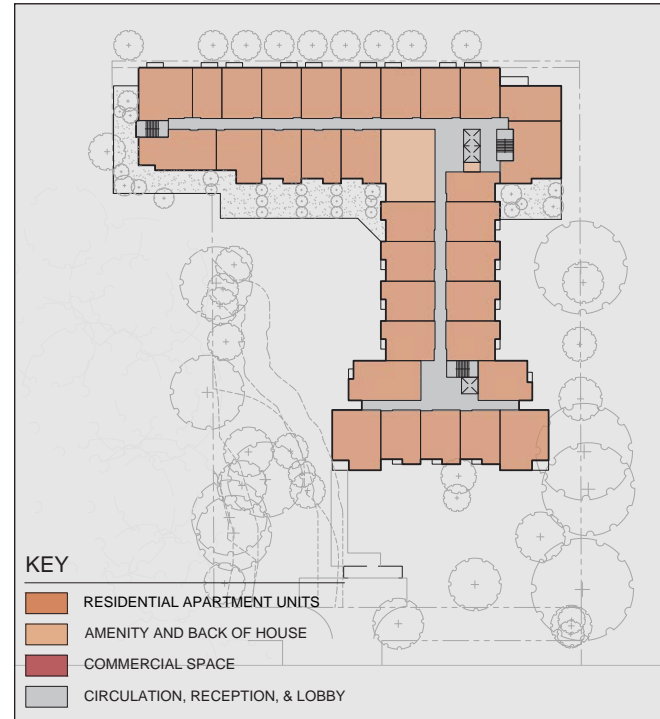 KEY
RESIDENTIAL APARTMENT UNITS
AMENITY AND BACK OF HOUSE
COMMERCIAL SPACE
CIRCULATION, RECEPTION, & LOBBY